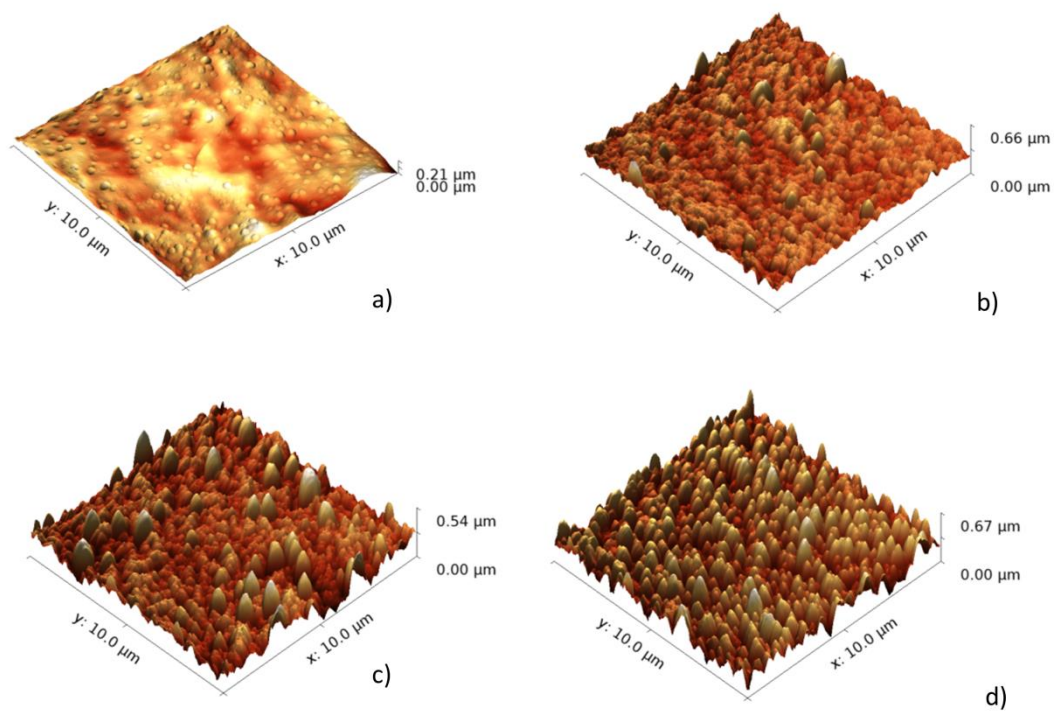 0.21 µm
0.00 µm
y: 10.0 µm
x: 10.0 µm
a)
0.66 µm
0.00 µm
y: 10.0 µm
x: 10.0 µm
b)
0.54 µm
0.00 µm
y: 10.0 µm
x: 10.0 µm
c)
0.67 µm
0.00 µm
y: 10.0 µm
x: 10.0 µm
d)